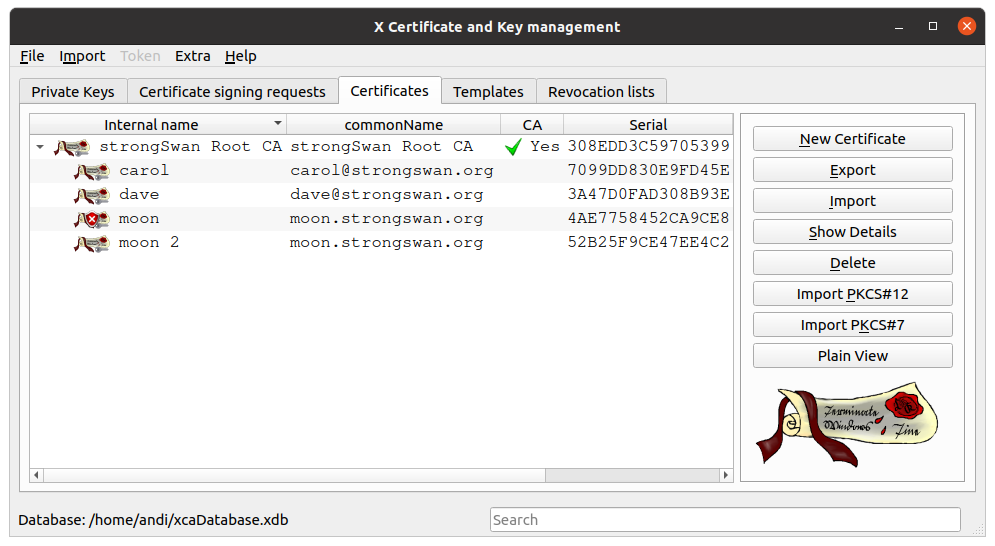 X Certificate and Key management
File Import Token Extra Help
Private Keys Certificate signing requests Certificates Templates Revocation lists
Internal name commonName CA Serial
strongSwan Root CA strongSwan Root CA Yes 308EDD3C59705399
carol carol@strongswan.org 7099DD830E9FD45E
dave dave@strongswan.org 3A47D0FAD308B93E
moon moon.strongswan.org 4AE7758452CA9CE8
moon 2 moon.strongswan.org 52B25F9CE47EE4C2
New Certificate
Export
Import
Show Details
Delete
Import PKCS#12
Import PKCS#7
Plain View
Terminate
Windows
Fine
Database: /home/andi/xcaDatabase.xdb
Search